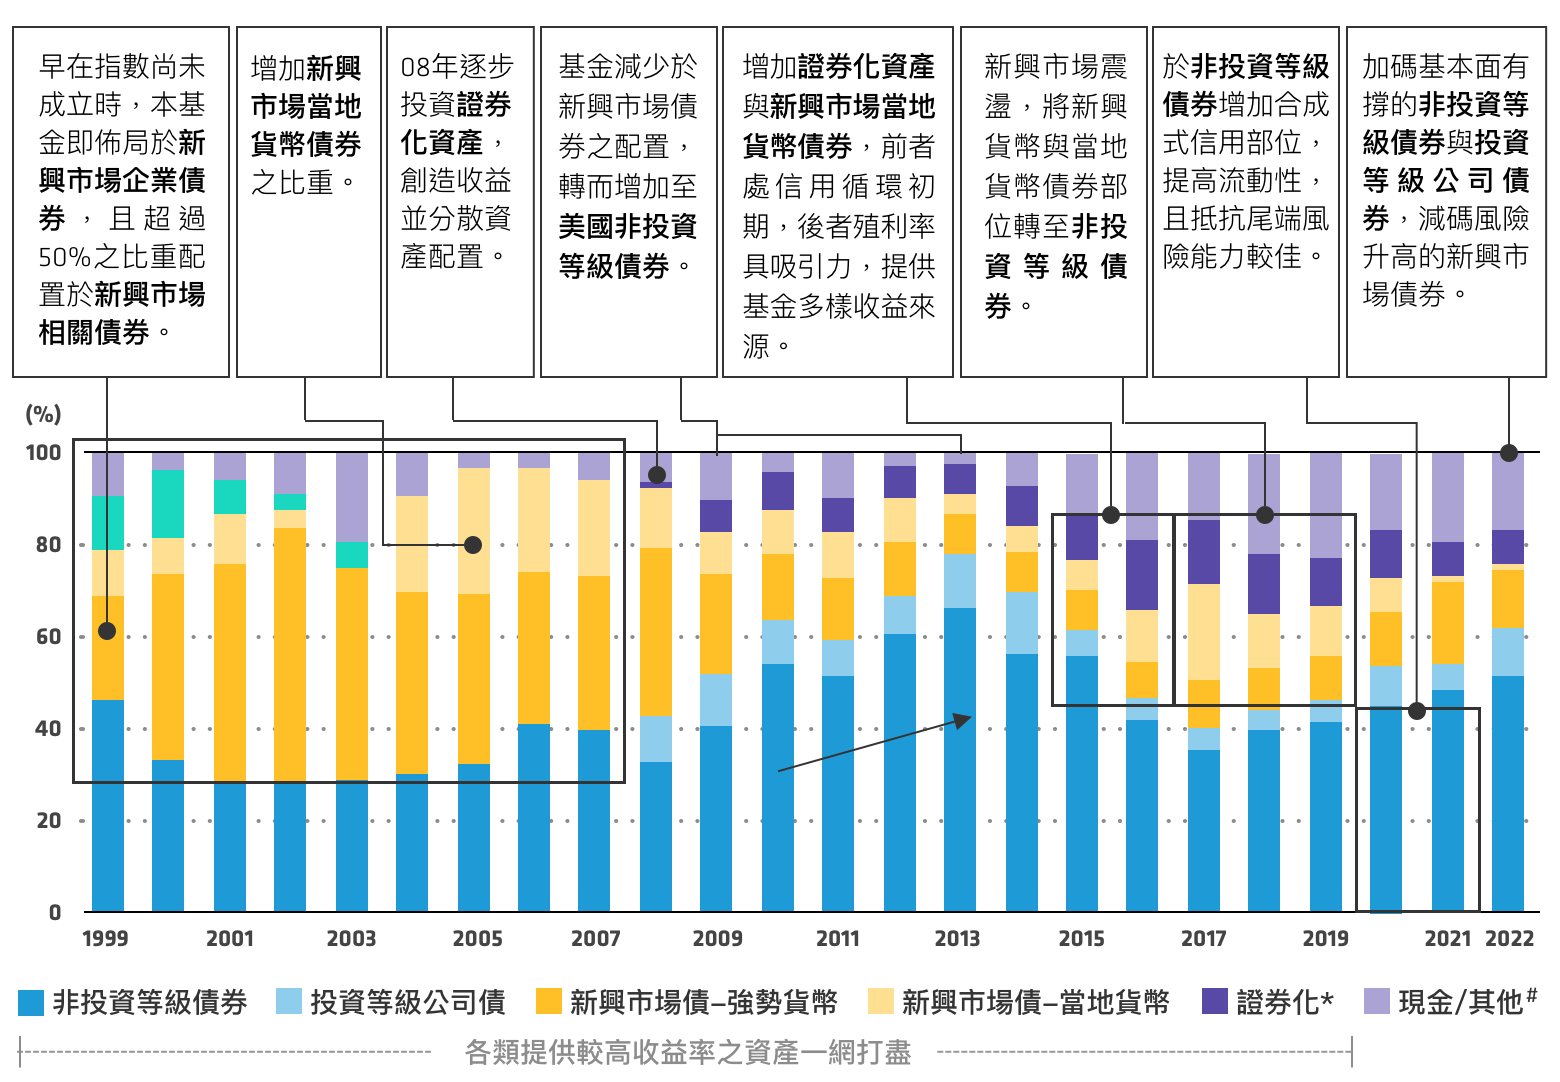 早在指數尚未
成立時，本基
金即佈局於新
興市場企業債
券，且超過
50%之比重配
置於新興市場
相關債券。
增加新興
市場當地
貨幣債券
之比重。
08年逐步
投資證券
化資產，
創造收益
並分散資
產配置。
基金減少於
新興市場債
券之配置，
轉而增加至
美國非投資
等級債券。
增加證券化資產
與新興市場當地
貨幣債券，前者
處信用循環初
期，後者殖利率
具吸引力，提供
基金多樣收益來
源。
新興市場震
盪，將新興
貨幣與當地
貨幣債券部
位轉至非投
資等級債
券。
於非投資等級
債券增加合成
式信用部位，
提高流動性，
且抵抗尾端風
險能力較佳。
加碼基本面有
撐的非投資等
級債券與投資
等級公司債
券，減碼風險
升高的新興市
場債券。
(%)
100
80
60
40
20
0
1999 2001 2003 2005 2007 2009 2011 2013 2015 2017 2019 2021 2022
非投資等級債券 投資等級公司債 新興市場債–強勢貨幣 新興市場債–當地貨幣 證券化* 現金/其他#
各類提供較高收益率之資產一網打盡